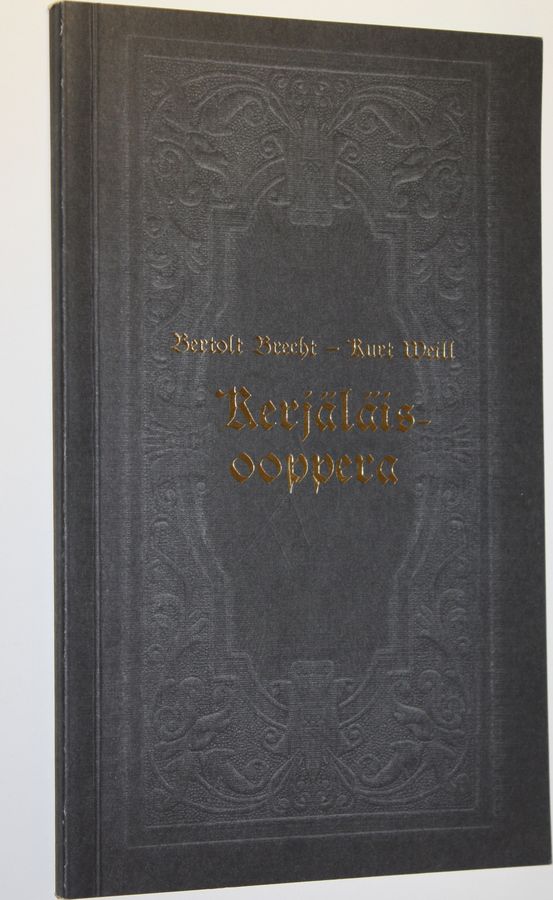 Bertolt Brecht – Kurt Weill
Kerjäläis-
ooppera